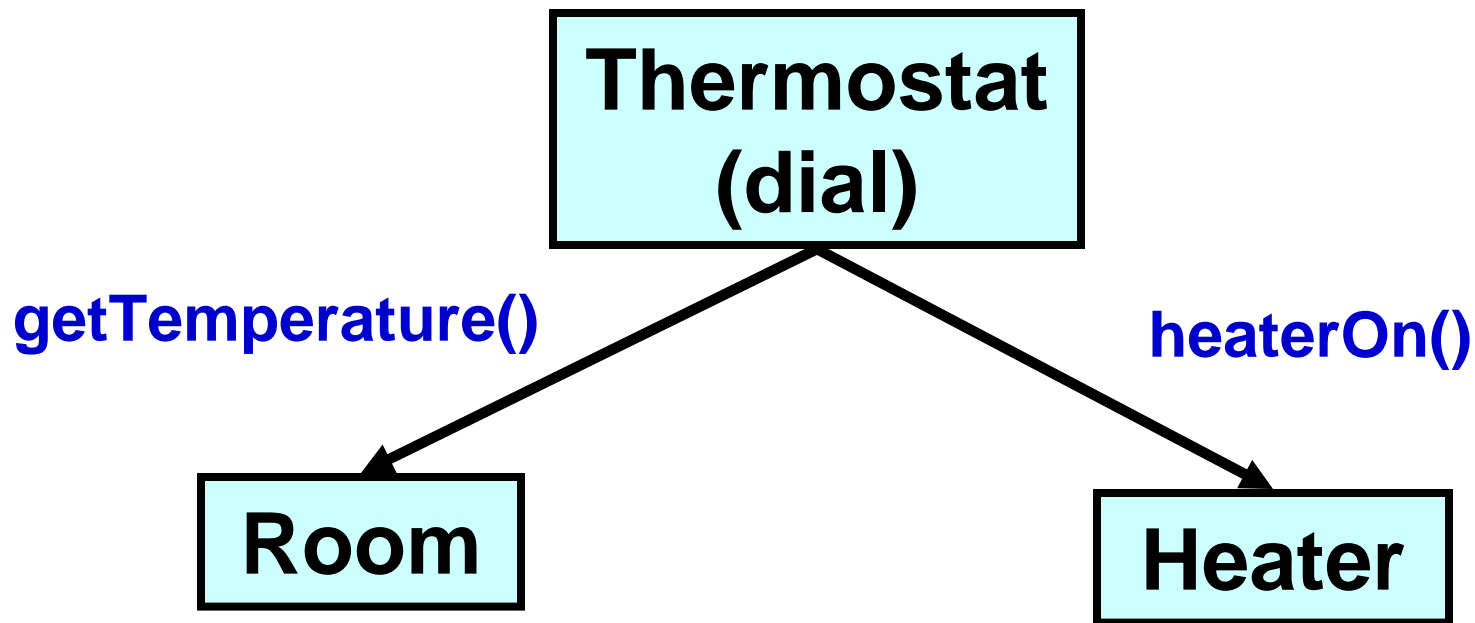 Thermostat
(dial)
getTemperature()
heaterOn()
Room
Heater